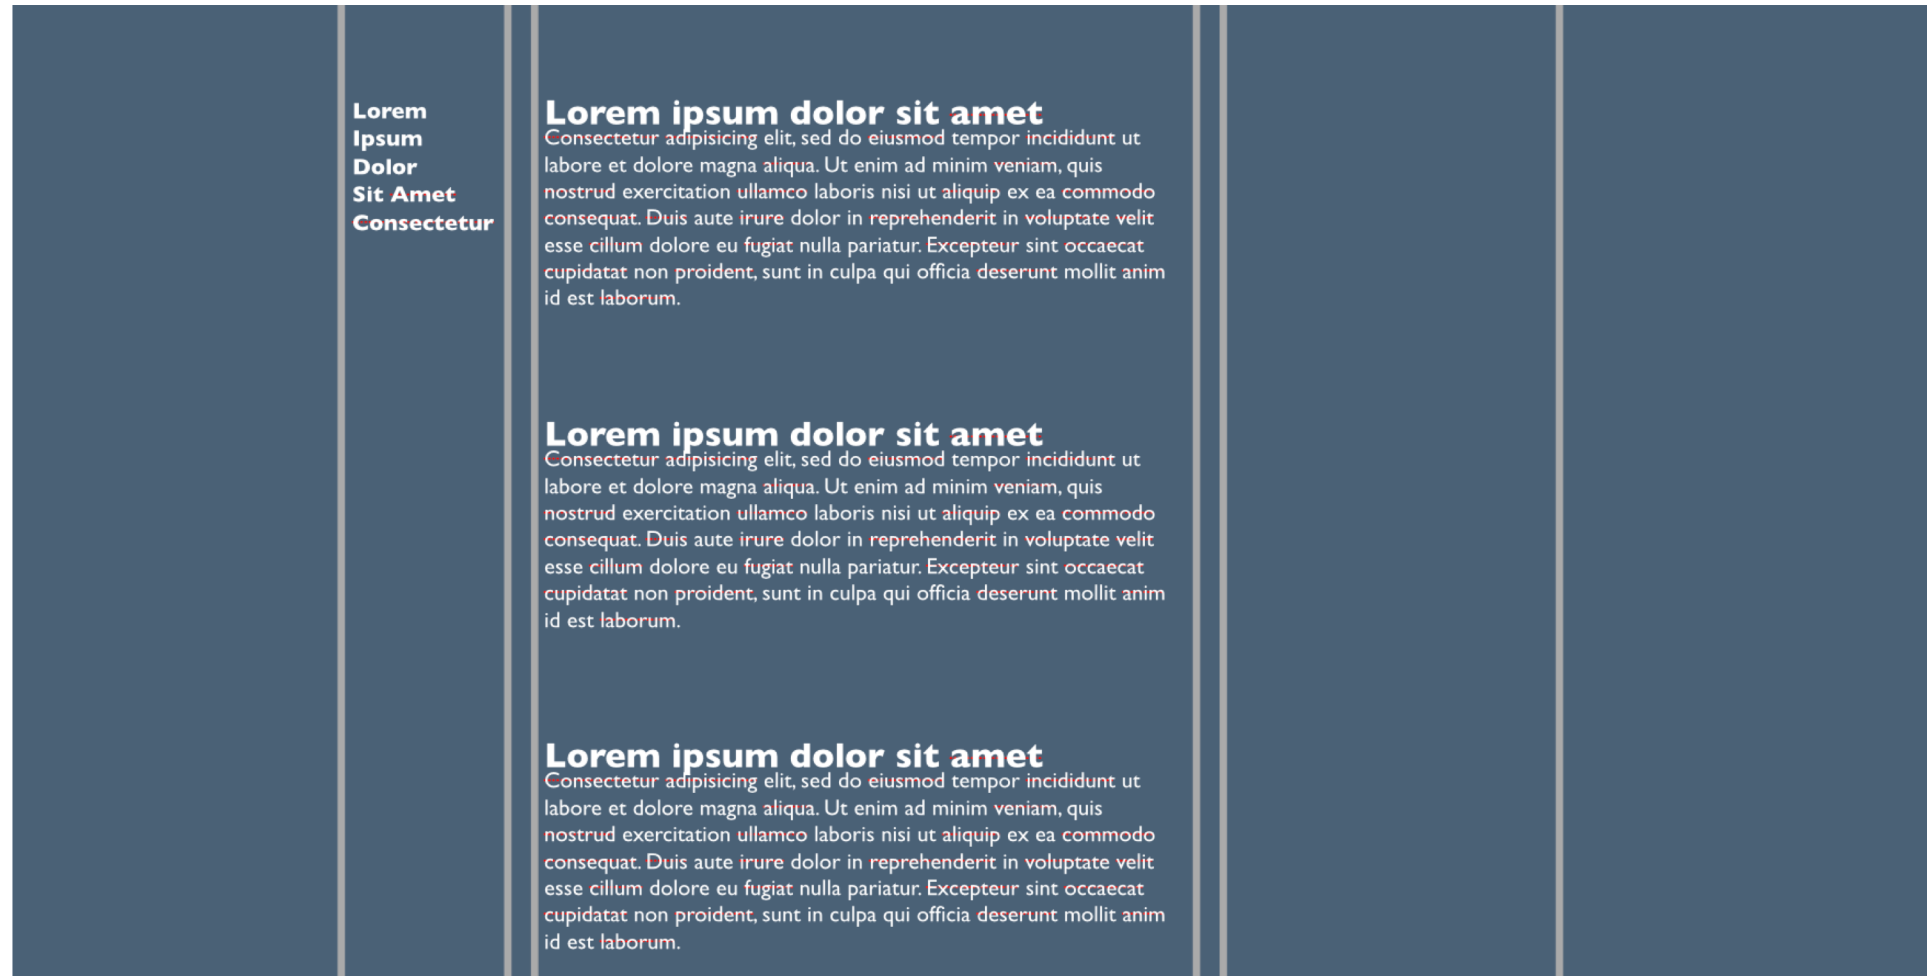 Lorem
Ipsum
Dolor
Sit Amet
Consectetur
Lorem ipsum dolor sit amet
Consectetur adipisicing elit, sed do eiusmod tempor incididunt ut
labore et dolore magna aliqua. Ut enim ad minim veniam, quis
nostrud exercitation ullamco laboris nisi ut aliquip ex ea commodo
consequat. Duis aute irure dolor in reprehenderit in voluptate velit
esse cillum dolore eu fugiat nulla pariatur. Excepteur sint occaecat
cupidatat non proident, sunt in culpa qui officia deserunt mollit anim
id est laborum.
Lorem ipsum dolor sit amet
Consectetur adipisicing elit, sed do eiusmod tempor incididunt ut
labore et dolore magna aliqua. Ut enim ad minim veniam, quis
nostrud exercitation ullamco laboris nisi ut aliquip ex ea commodo
consequat. Duis aute irure dolor in reprehenderit in voluptate velit
esse cillum dolore eu fugiat nulla pariatur. Excepteur sint occaecat
cupidatat non proident, sunt in culpa qui officia deserunt mollit anim
id est laborum.
Lorem ipsum dolor sit amet
Consectetur adipisicing elit, sed do eiusmod tempor incididunt ut
labore et dolore magna aliqua. Ut enim ad minim veniam, quis
nostrud exercitation ullamco laboris nisi ut aliquip ex ea commodo
consequat. Duis aute irure dolor in reprehenderit in voluptate velit
esse cillum dolore eu fugiat nulla pariatur. Excepteur sint occaecat
cupidatat non proident, sunt in culpa qui officia deserunt mollit anim
id est laborum.